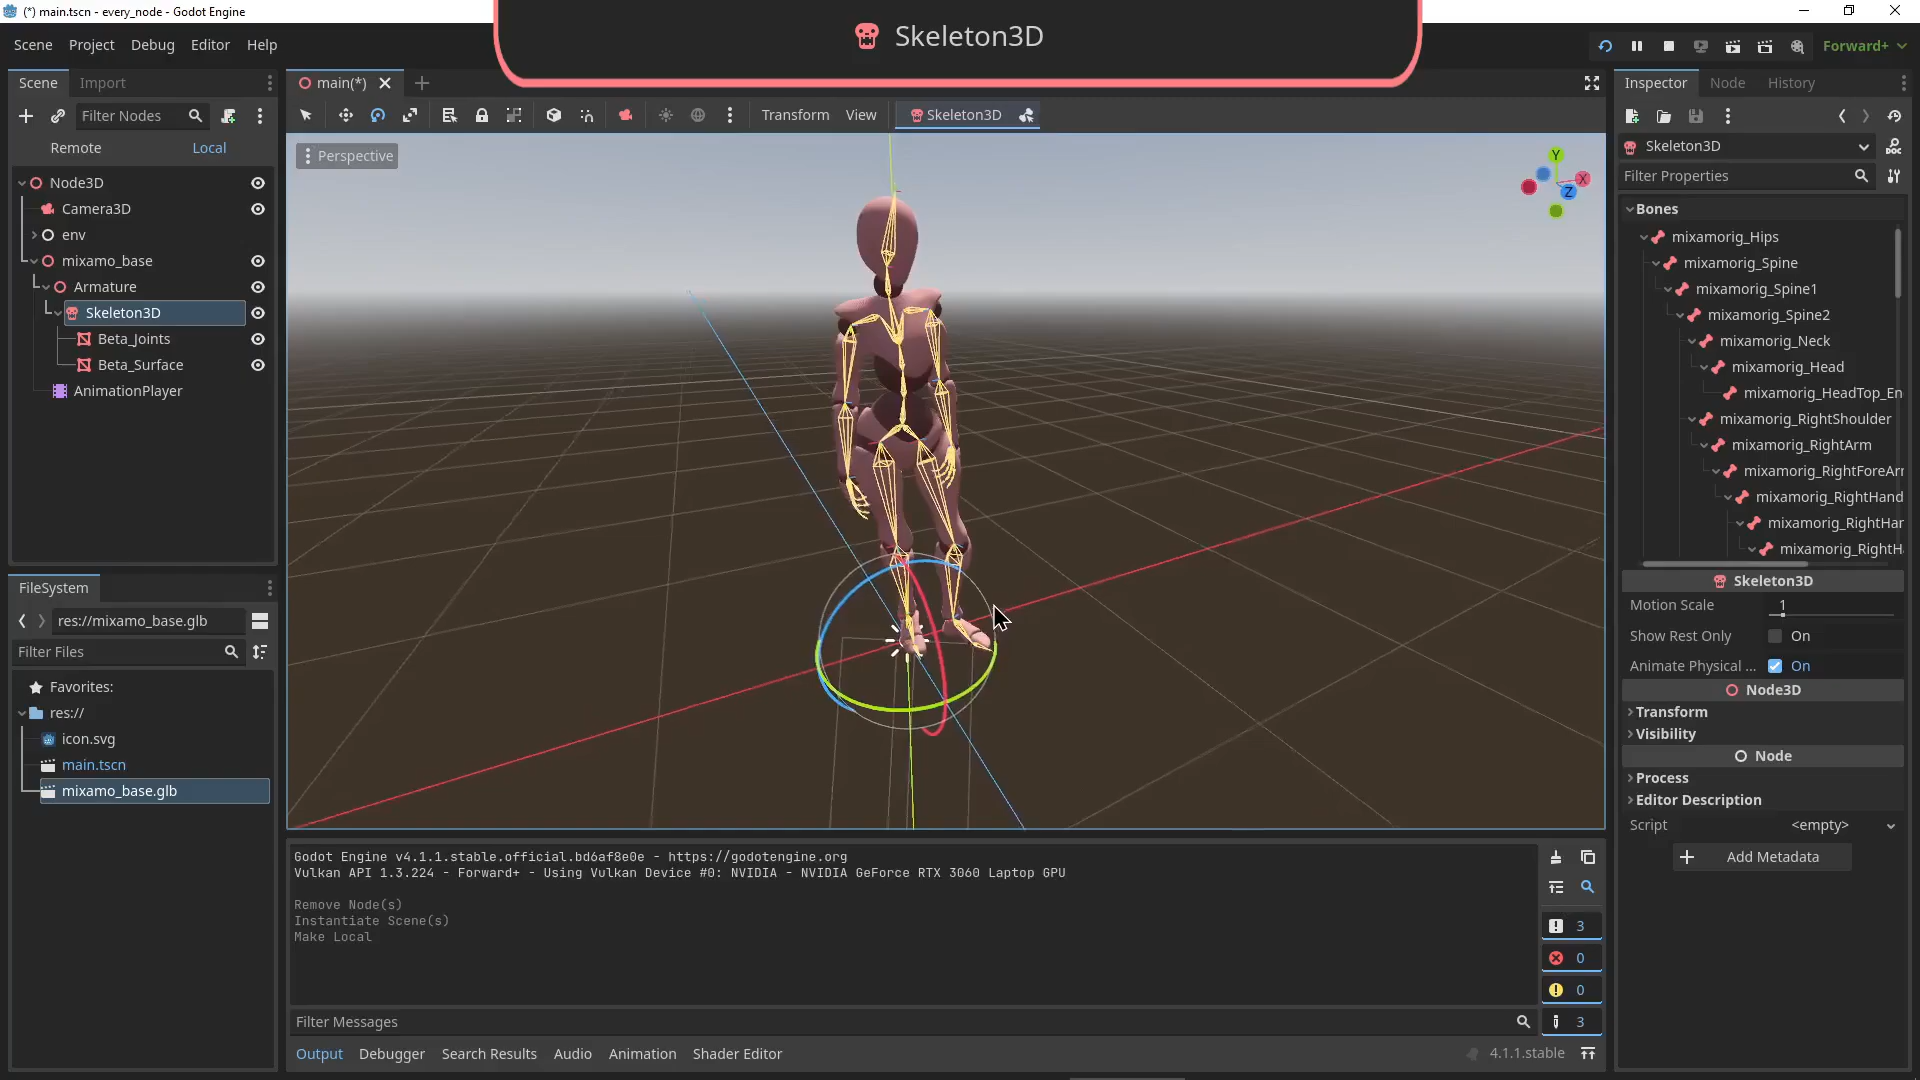 (*) main.tscn - every_node - Godot Engine
Skeleton3D
Scene Project Debug Editor Help
Forward+
Scene Import
main(*)
Inspector Node History
Filter Nodes
Transform View Skeleton3D
Remote Local
Skeleton3D
Perspective
Y
X
Z
Filter Properties
Node3D
Camera3D
env
mixamo_base
Armature
Skeleton3D
Beta_Joints
Beta_Surface
AnimationPlayer
Bones
mixamorig_Hips
mixamorig_Spine
mixamorig_Spine1
mixamorig_Spine2
mixamorig_Neck
mixamorig_Head
mixamorig_HeadTop_En
mixamorig_RightShoulder
mixamorig_RightArm
mixamorig_RightForeAr
mixamorig_RightHand
mixamorig_RightHar
mixamorig_RightH
Skeleton3D
Motion Scale 1
Show Rest Only On
Animate Physical ... On
Node3D
Transform
Visibility
Node
Process
Editor Description
Script <empty>
Add Metadata
FileSystem
res://mixamo_base.glb
Filter Files
Favorites:
res://
icon.svg
main.tscn
mixamo_base.glb
Godot Engine v4.1.1.stable.official.bd6af8e0e - https://godotengine.org
Vulkan API 1.3.224 - Forward+ - Using Vulkan Device #0: NVIDIA - NVIDIA GeForce RTX 3060 Laptop GPU
Remove Node(s)
Instantiate Scene(s)
Make Local
3
0
0
3
Filter Messages
Output Debugger Search Results Audio Animation Shader Editor
4.1.1.stable